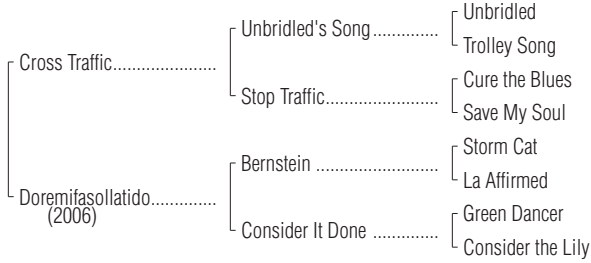 Unbridled
Unbridled's Song..............
Trolley Song
Cross Traffic......................
Cure the Blues
Stop Traffic........................
Save My Soul
Storm Cat
Bernstein ..........................
La Affirmed
Doremifasollatido..............
(2006)
Green Dancer
Consider It Done ..............
Consider the Lily